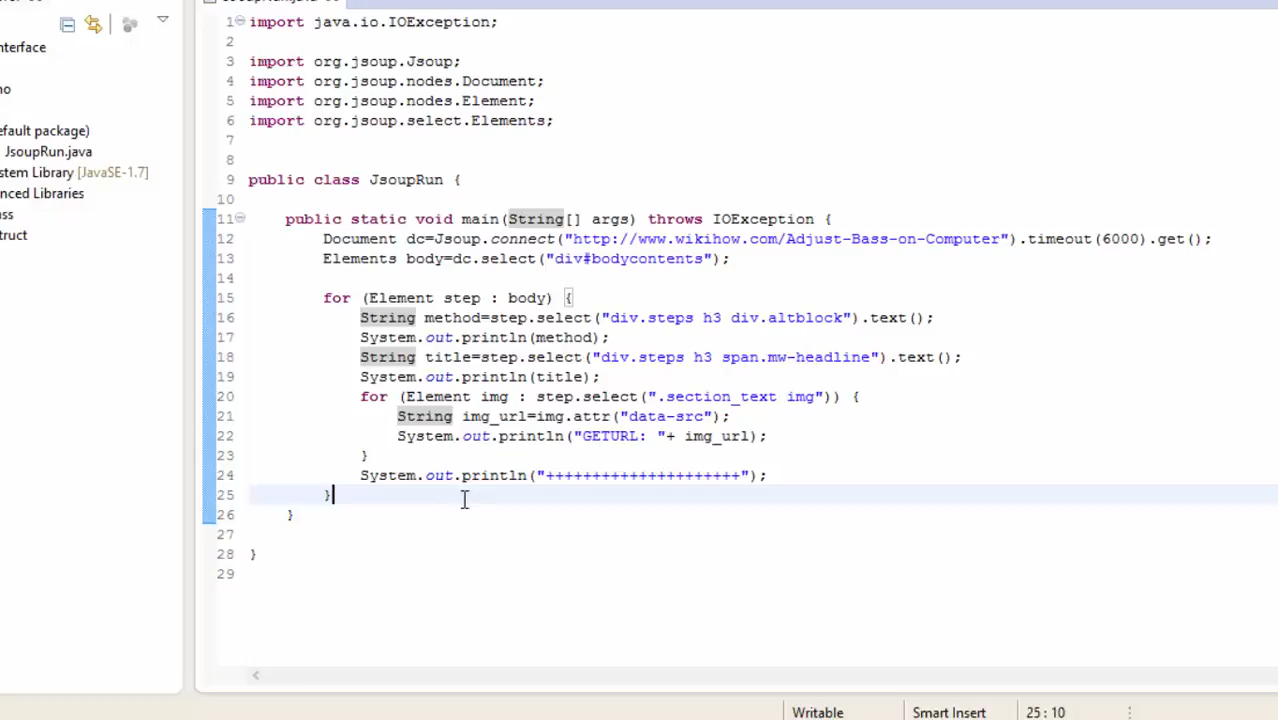 nterface
no
efault package)
JsoupRun.java
stem Library [JavaSE-1.7]
nced Libraries
ss
truct
1 import java.io.IOException;
2
3 import org.jsoup.Jsoup;
4 import org.jsoup.nodes.Document;
5 import org.jsoup.nodes.Element;
6 import org.jsoup.select.Elements;
7
8
9 public class JsoupRun {
10
11 public static void main(String[] args) throws IOException {
12 Document dc=Jsoup.connect("http://www.wikihow.com/Adjust-Bass-on-Computer").timeout(6000).get();
13 Elements body=dc.select("div#bodycontents");
14
15 for (Element step : body) {
16 String method=step.select("div.steps h3 div.altblock").text();
17 System.out.println(method);
18 String title=step.select("div.steps h3 span.mw-headline").text();
19 System.out.println(title);
20 for (Element img : step.select(".section_text img")) {
21 String img_url=img.attr("data-src");
22 System.out.println("GETURL: "+ img_url);
23 }
24 System.out.println("+++++++++++++++++++++");
25 }
26 }
27
28 }
29
Writable Smart Insert 25 : 10